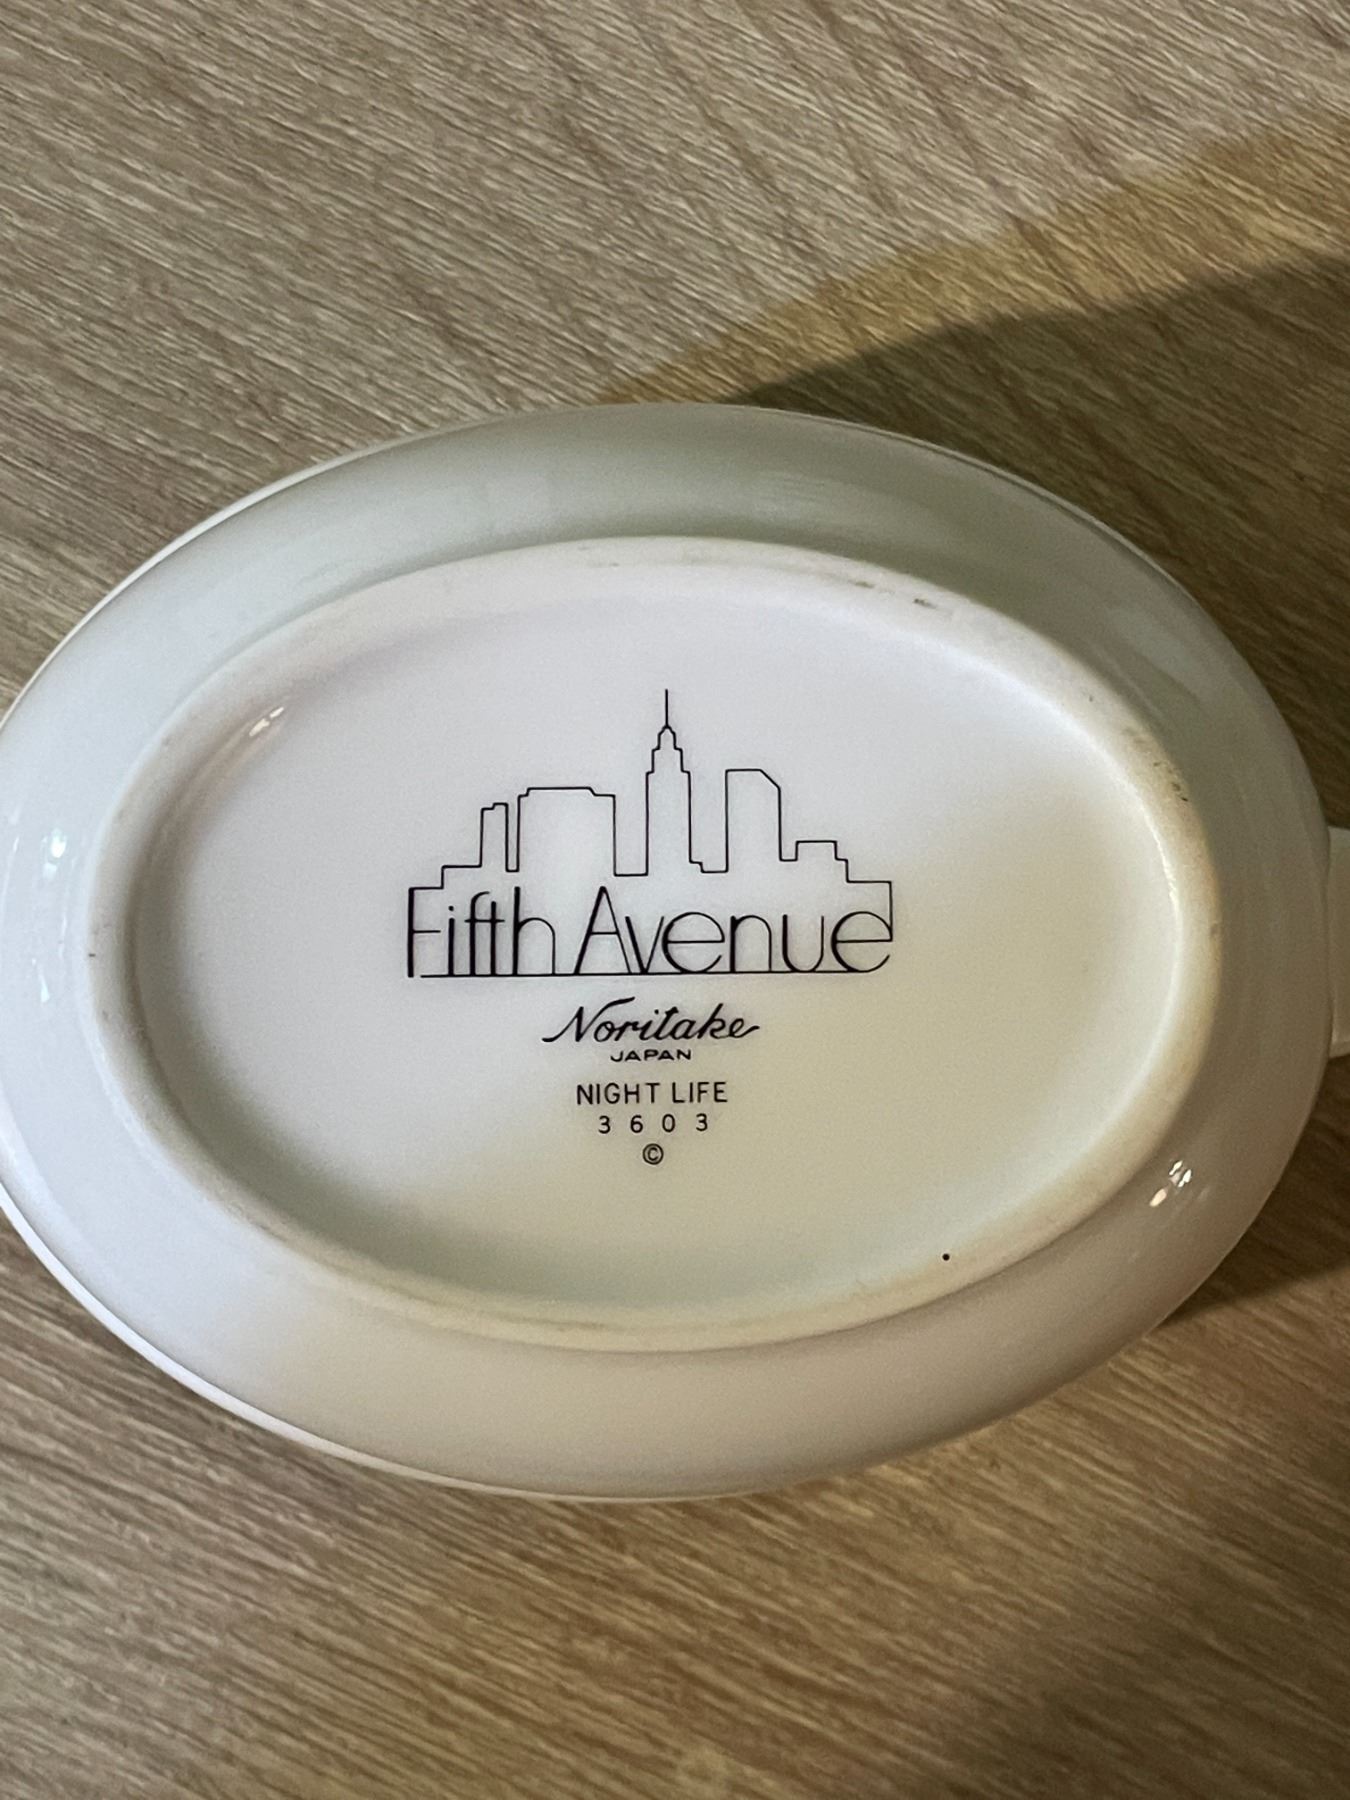 Fifth Avenue
Noritake
JAPAN
NIGHT LIFE
3603
©